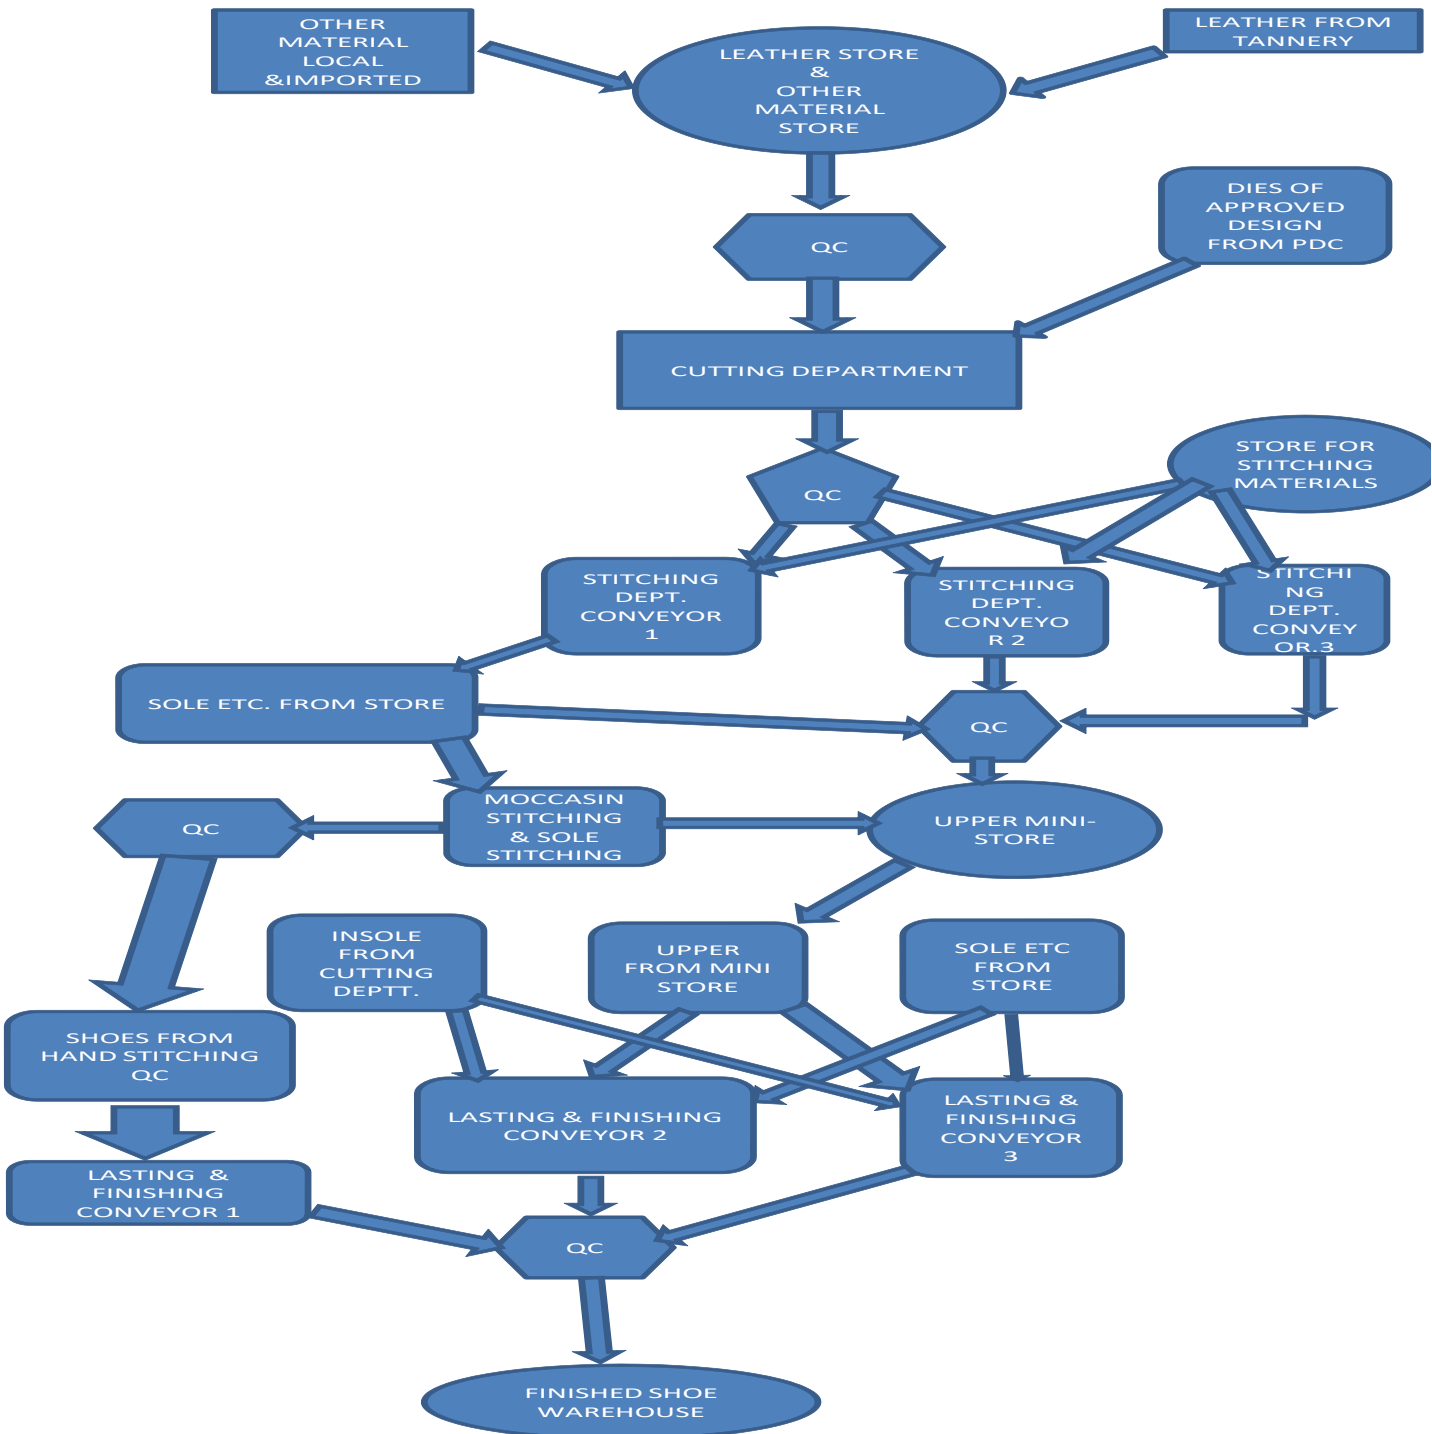 OTHER
MATERIAL
LOCAL
&IMPORTED
LEATHER STORE
&
OTHER
MATERIAL
STORE
LEATHER FROM
TANNERY
DIES OF
APPROVED
DESIGN
FROM PDC
QC
CUTTING DEPARTMENT
STORE FOR
STITCHING
MATERIALS
QC
STITCHING
DEPT.
CONVEYOR
1
STITCHING
DEPT.
CONVEYO
R 2
STITCHI
NG
DEPT.
CONVEY
OR.3
SOLE ETC. FROM STORE
QC
MOCCASIN
STITCHING
& SOLE
STITCHING
QC
UPPER MINI-
STORE
INSOLE
FROM
CUTTING
DEPTT.
UPPER
FROM MINI
STORE
SOLE ETC
FROM
STORE
SHOES FROM
HAND STITCHING
QC
LASTING & FINISHING
CONVEYOR 2
LASTING &
FINISHING
CONVEYOR
3
LASTING &
FINISHING
CONVEYOR 1
QC
FINISHED SHOE
WAREHOUSE